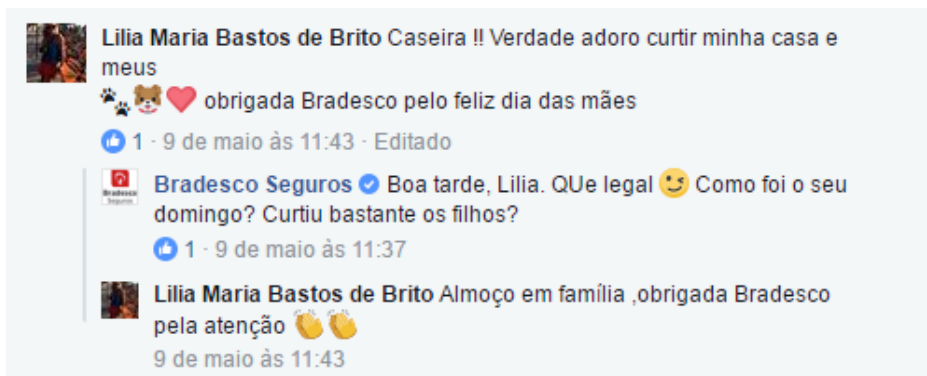 Lilia Maria Bastos de Brito Caseira !! Verdade adoro curtir minha casa e
meus
🐾🐻❤️ obrigada Bradesco pelo feliz dia das mães
1 · 9 de maio às 11:43 · Editado
Bradesco Seguros Boa tarde, Lilia. QUe legal 😉 Como foi o seu
domingo? Curtiu bastante os filhos?
1 · 9 de maio às 11:37
Lilia Maria Bastos de Brito Almoço em família ,obrigada Bradesco
pela atenção 👏👏
9 de maio às 11:43
Bradesco
Seguros